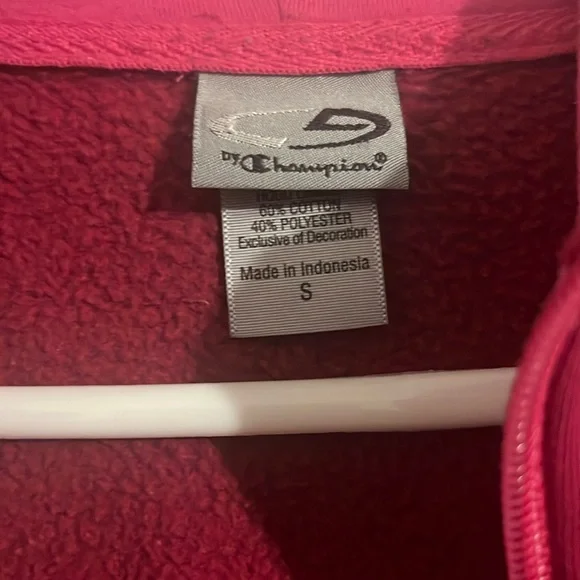 by Champion®
60% COTTON
40% POLYESTER
Exclusive of Decoration
Made in Indonesia
S